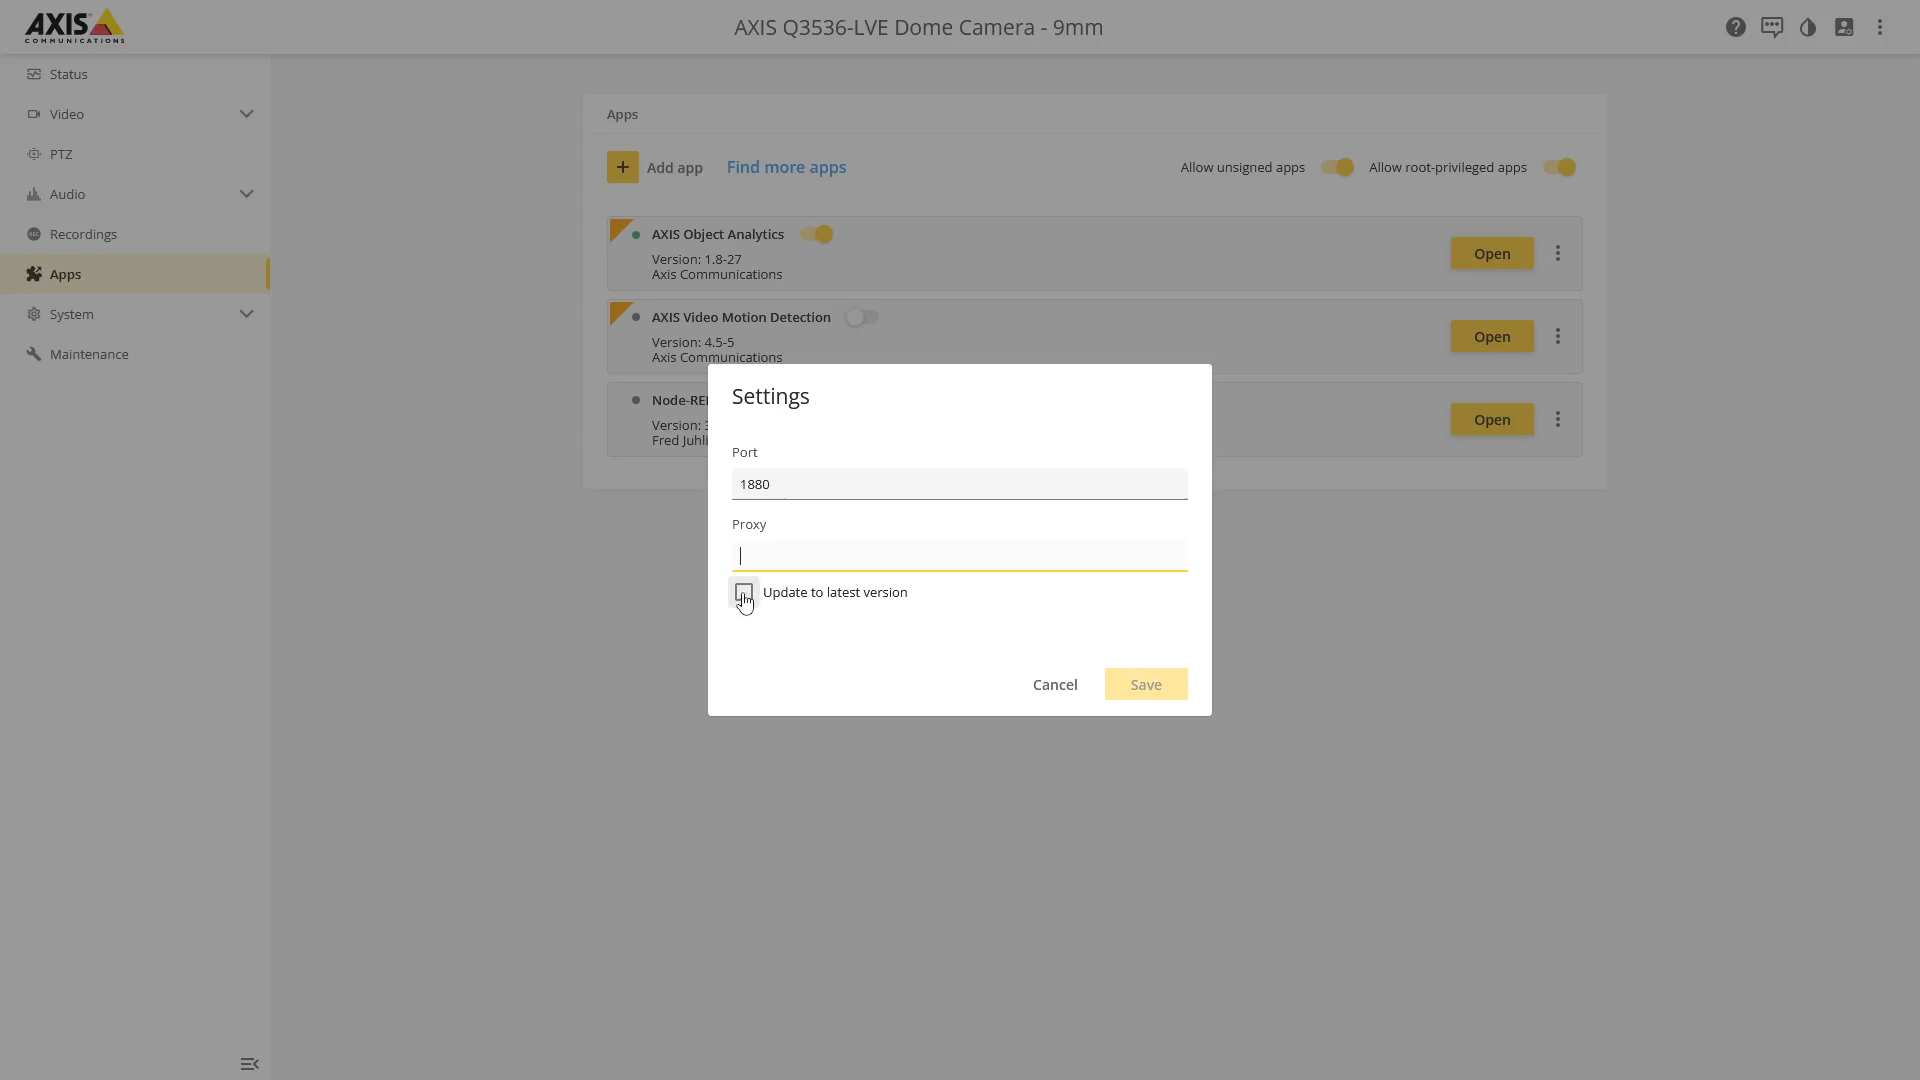 AXIS
COMMUNICATIONS
AXIS Q3536-LVE Dome Camera - 9mm
Status
Video
PTZ
Audio
Recordings
Apps
System
Maintenance
Apps
+ Add app
Find more apps
Allow unsigned apps
Allow root-privileged apps
AXIS Object Analytics
Version: 1.8-27
Axis Communications
Open
AXIS Video Motion Detection
Version: 4.5-5
Axis Communications
Open
Node-RE
Version: 3
Fred Juhli
Open
Settings
Port
1880
Proxy
Update to latest version
Cancel
Save